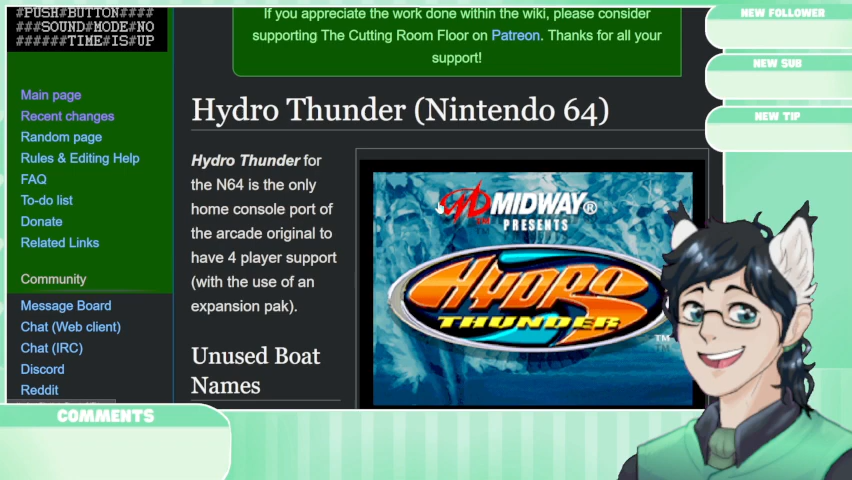 #PUSH#BUTTON####
###SOUND#MODE#NO
######TIME#IS#UP
If you appreciate the work done within the wiki, please consider
supporting The Cutting Room Floor on Patreon. Thanks for all your
support!
NEW FOLLOWER
NEW SUB
NEW TIP
Main page
Recent changes
Random page
Rules & Editing Help
FAQ
To-do list
Donate
Related Links
Community
Message Board
Chat (Web client)
Chat (IRC)
Discord
Reddit
Hydro Thunder (Nintendo 64)
Hydro Thunder for
the N64 is the only
home console port of
the arcade original to
have 4 player support
(with the use of an
expansion pak).
Unused Boat
Names
MIDWAY®
PRESENTS
HYDRO
THUNDER
TM
COMMENTS